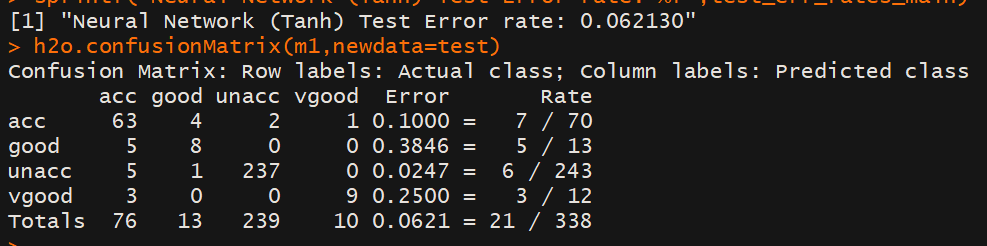 > sprintf("Neural Network (Tanh) Test Error rate: %f",test_err_rates_main)
[1] "Neural Network (Tanh) Test Error rate: 0.062130"
> h2o.confusionMatrix(m1,newdata=test)
Confusion Matrix: Row labels: Actual class; Column labels: Predicted class
       acc good unacc vgood  Error       Rate
acc     63    4     2     1 0.1000 =   7 / 70
good     5    8     0     0 0.3846 =   5 / 13
unacc    5    1   237     0 0.0247 =  6 / 243
vgood    3    0     0     9 0.2500 =   3 / 12
Totals  76   13   239    10 0.0621 = 21 / 338
>